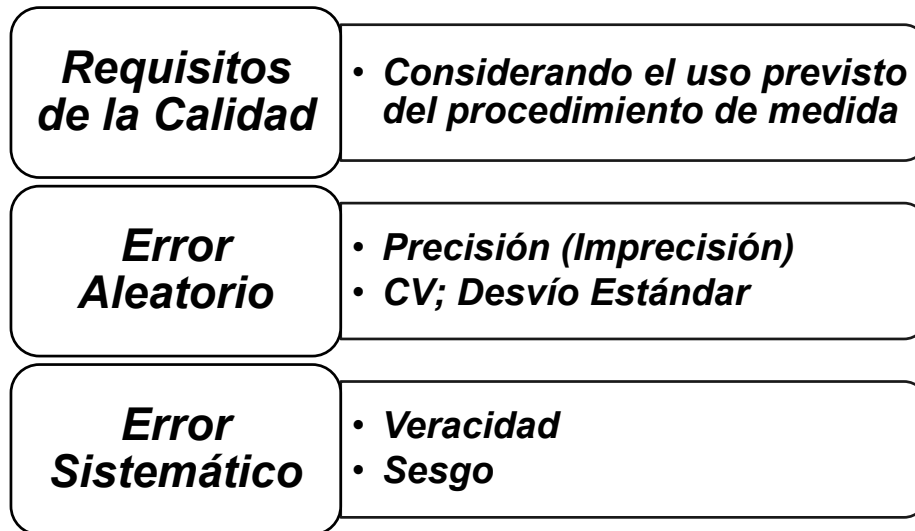 Requisitos
de la Calidad
• Considerando el uso previsto
del procedimiento de medida
Error
Aleatorio
• Precisión (Imprecisión)
• CV; Desvío Estándar
Error
Sistemático
• Veracidad
• Sesgo